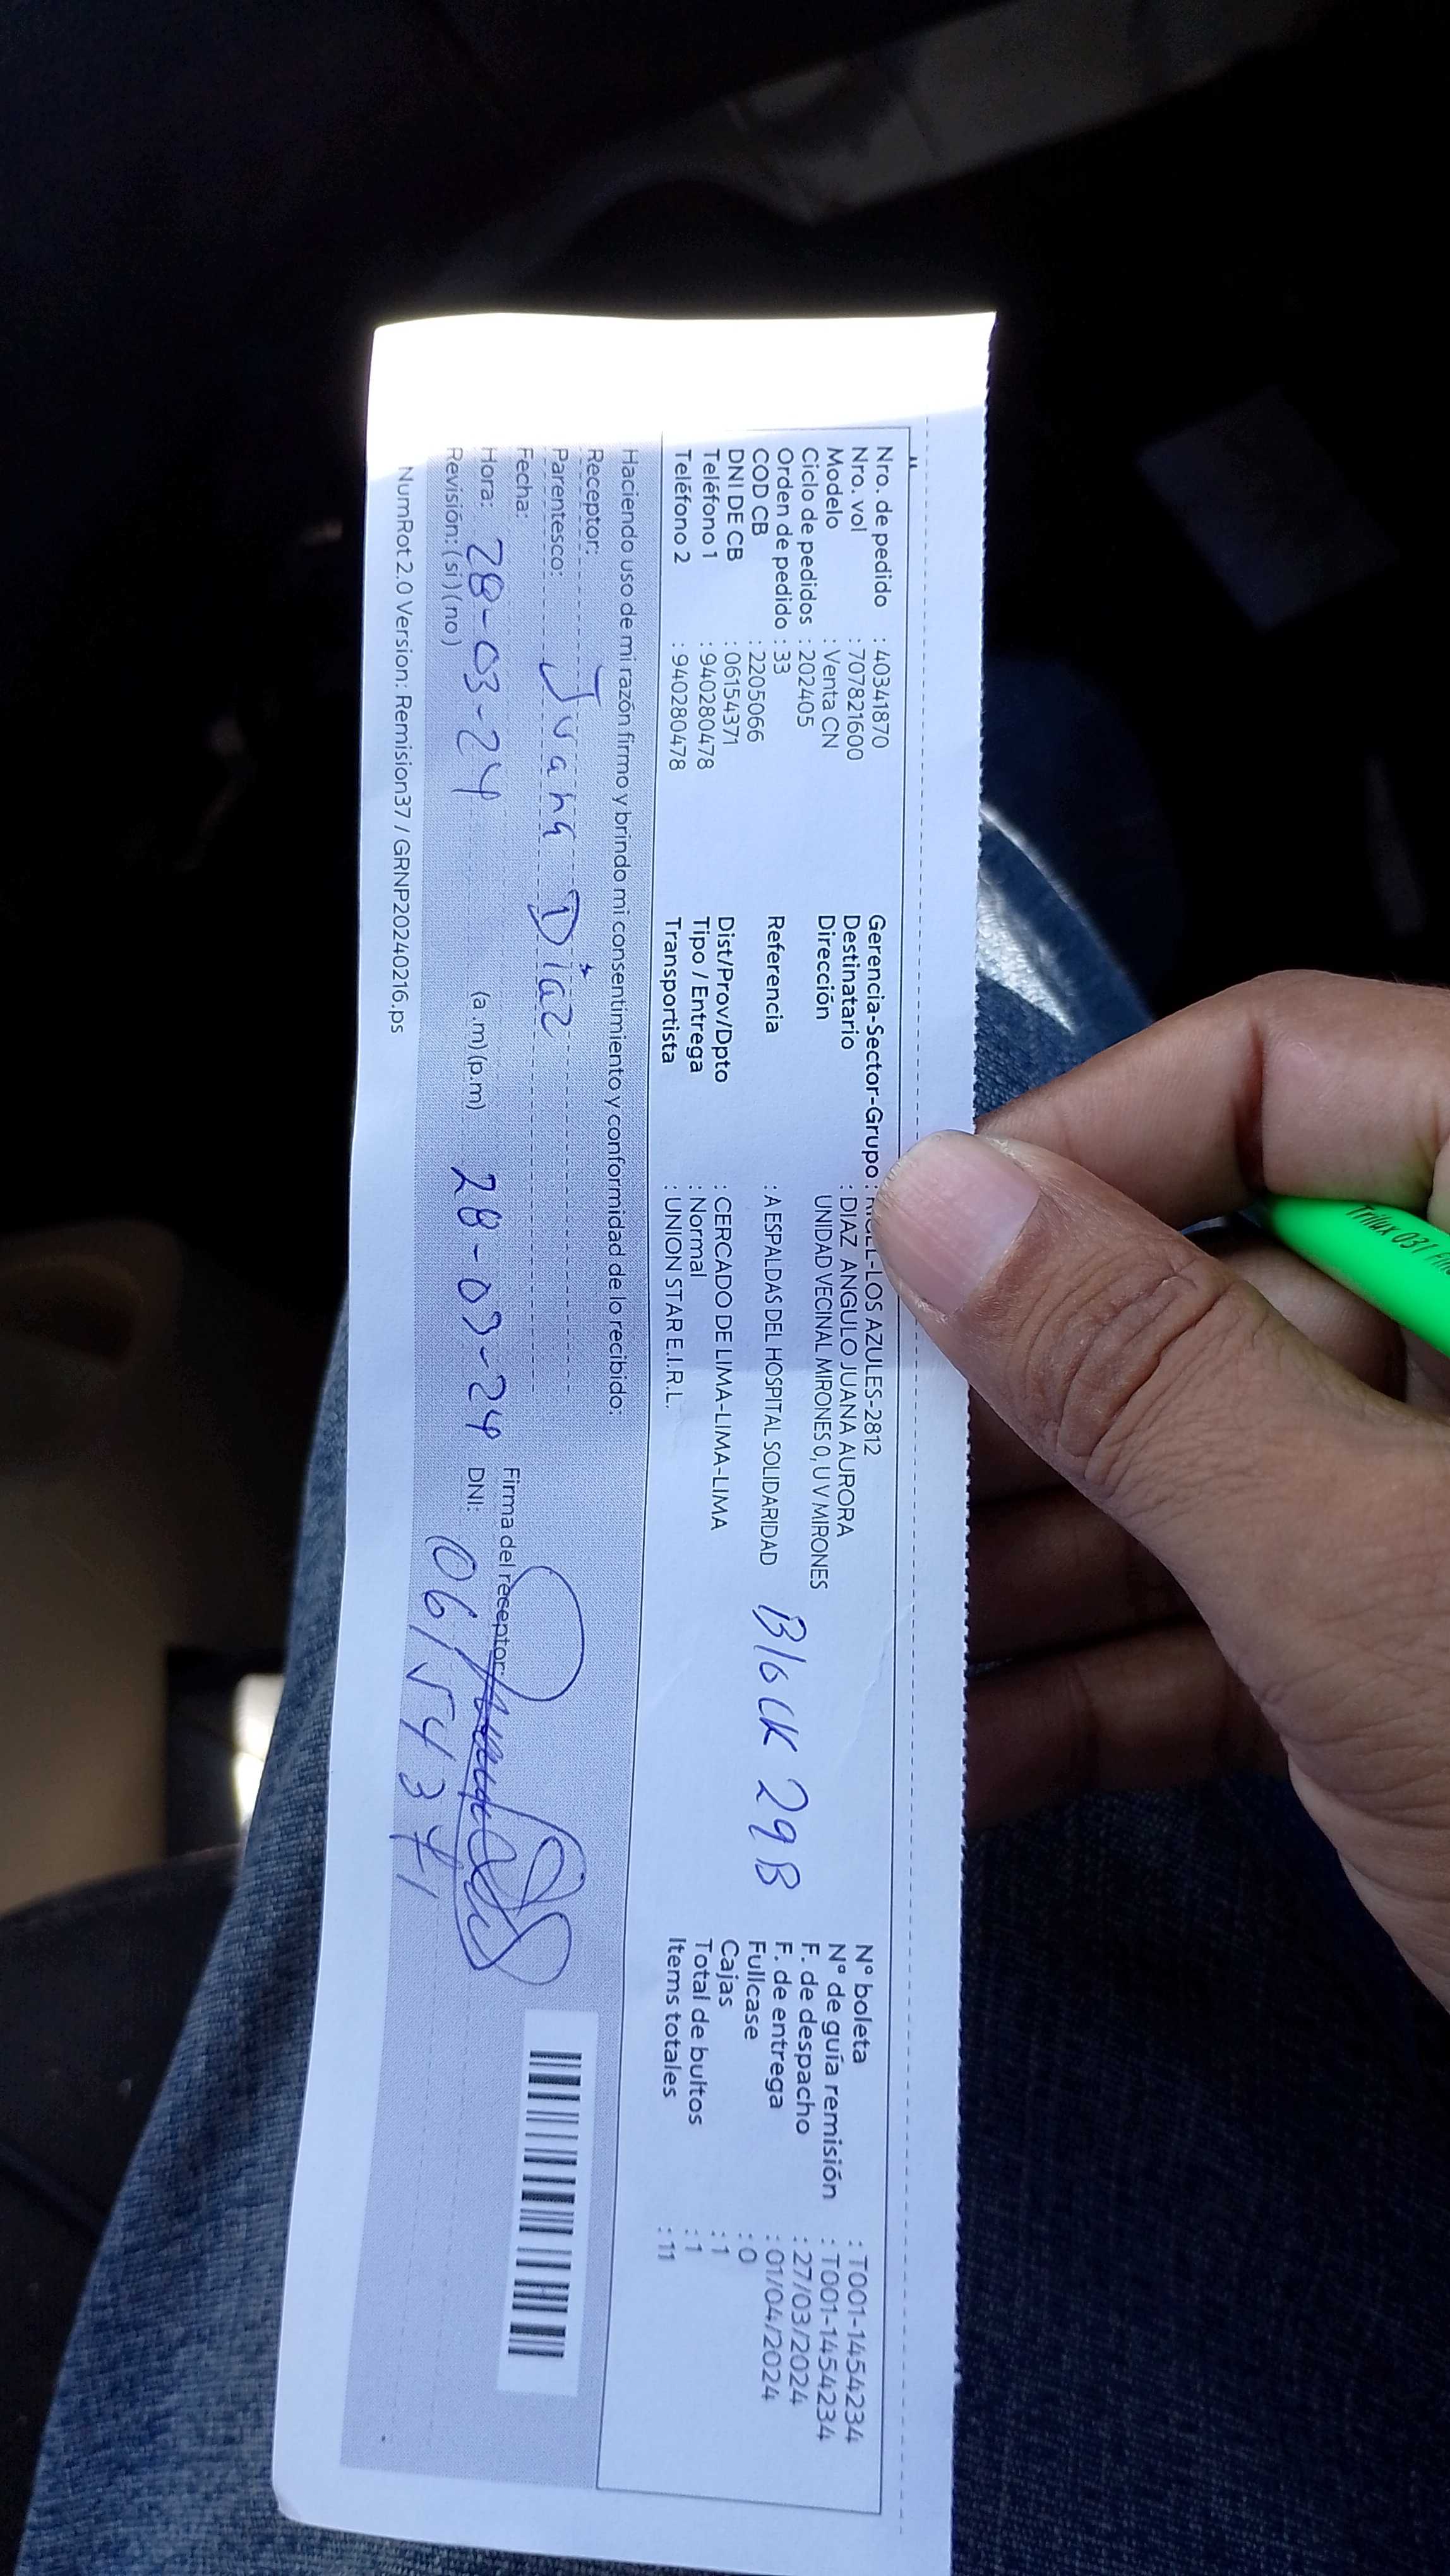 Nro. de pedido : 40341870
Nro. vol : 707821600
Modelo : Venta CN
Ciclo de pedidos : 202405
Orden de pedido : 33
COD CB : 2205066
DNI DE CB : 06154371
Teléfono 1 : 940280478
Teléfono 2 : 940280478
Gerencia-Sector-Grupo : -LOS AZULES-2812
Destinatario : DIAZ ANGULO JUANA AURORA
Dirección UNIDAD VECINAL MIRONES 0, U V MIRONES
Referencia : A ESPALDAS DEL HOSPITAL SOLIDARIDAD Block 29B
Dist/Prov/Dpto : CERCADO DE LIMA-LIMA-LIMA
Tipo / Entrega : Normal
Transportista : UNION STAR E.I.R.L.
N° boleta : T001-1454234
N° de guía remisión : T001-1454234
F. de despacho : 27/03/2024
F. de entrega : 01/04/2024
Fullcase : 0
Cajas : 1
Total de bultos : 1
Items totales : 11
Haciendo uso de mi razón firmo y brindo mi consentimiento y conformidad de lo recibido:
Receptor:
Parentesco: Juana Díaz
Fecha:
Hora: 28-03-24 (a.m) (p.m) 28-03-24
Revisión: (si) (no)
Firma del receptor
DNI: 06154371
NumRot 2.0 Version: Remision37 / GRNP20240216.ps
Trilux 031